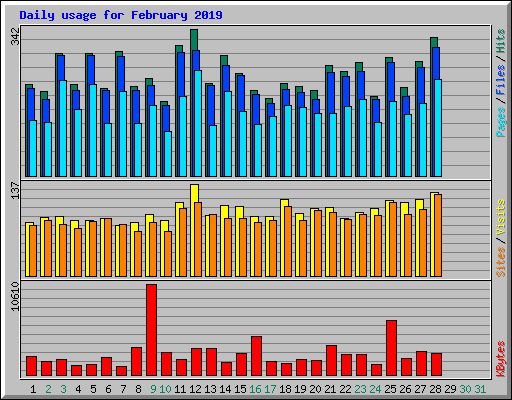 Daily usage for February 2019
342
Pages / Files / Hits
137
Sites / Visits
10610
KBytes
1 2 3 4 5 6 7 8 9 10 11 12 13 14 15 16 17 18 19 20 21 22 23 24 25 26 27 28 29 30 31